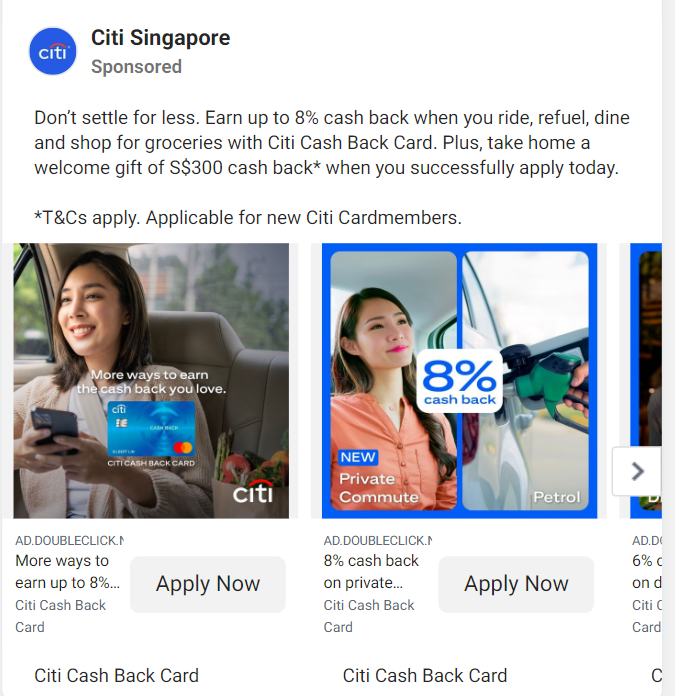 citi
Citi Singapore
Sponsored
Don’t settle for less. Earn up to 8% cash back when you ride, refuel, dine
and shop for groceries with Citi Cash Back Card. Plus, take home a
welcome gift of S$300 cash back* when you successfully apply today.
*T&Cs apply. Applicable for new Citi Cardmembers.
More ways to earn
the cash back you love.
citi
CASH BACK
CITI CASH BACK CARD
citi
8%
cash back
NEW
Private
Commute
Petrol
AD.DOUBLECLICK.N
More ways to
earn up to 8%...
Citi Cash Back
Card
Apply Now
AD.DOUBLECLICK.N
8% cash back
on private...
Citi Cash Back
Card
Apply Now
AD.DO
6% c
on d
Citi C
Card
Citi Cash Back Card
Citi Cash Back Card
C